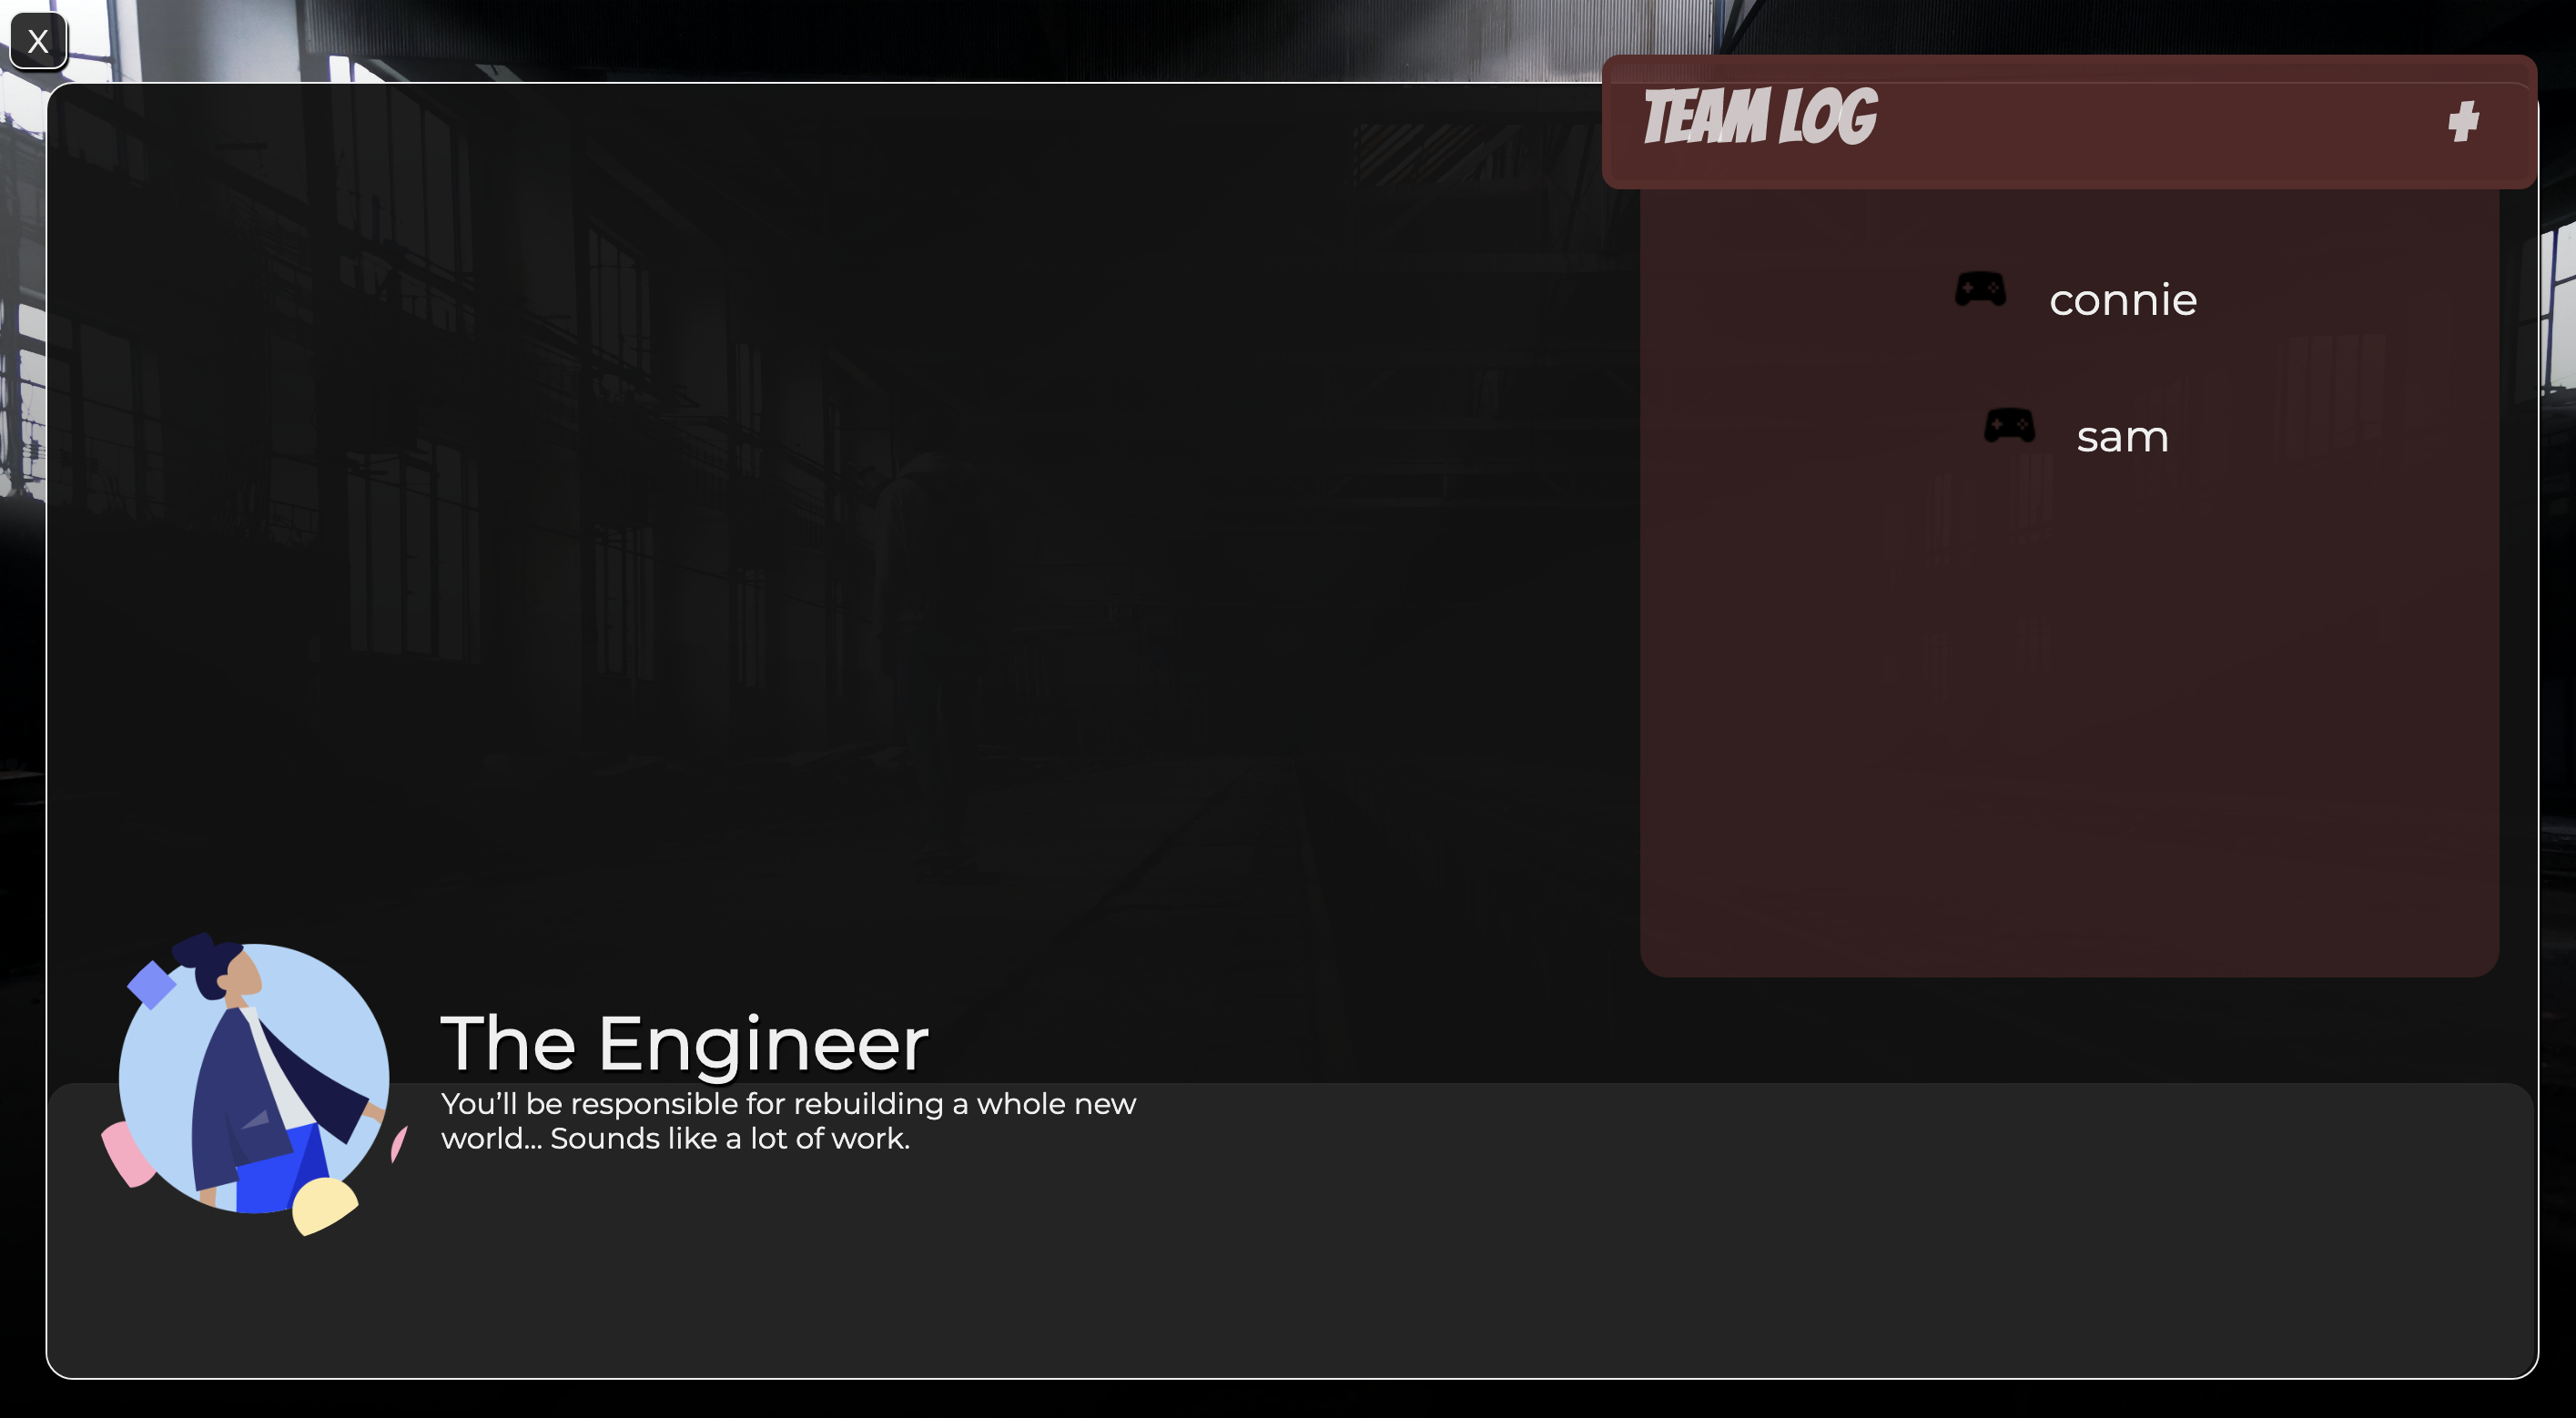 X
TEAM LOG +
connie
sam
The Engineer
You’ll be responsible for rebuilding a whole new
world... Sounds like a lot of work.